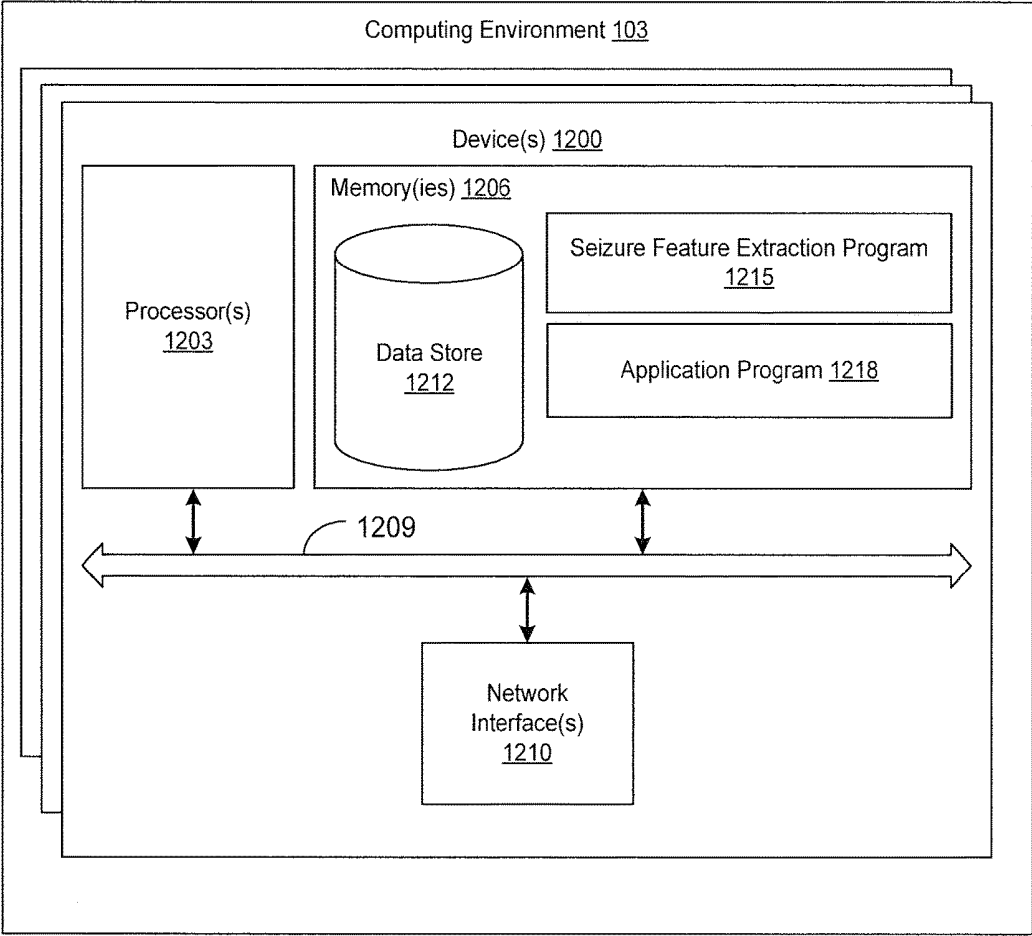 Computing Environment 103
Device(s) 1200
Memory(ies) 1206
Processor(s)
1203
Data Store
1212
Seizure Feature Extraction Program
1215
Application Program 1218
1209
Network
Interface(s)
1210